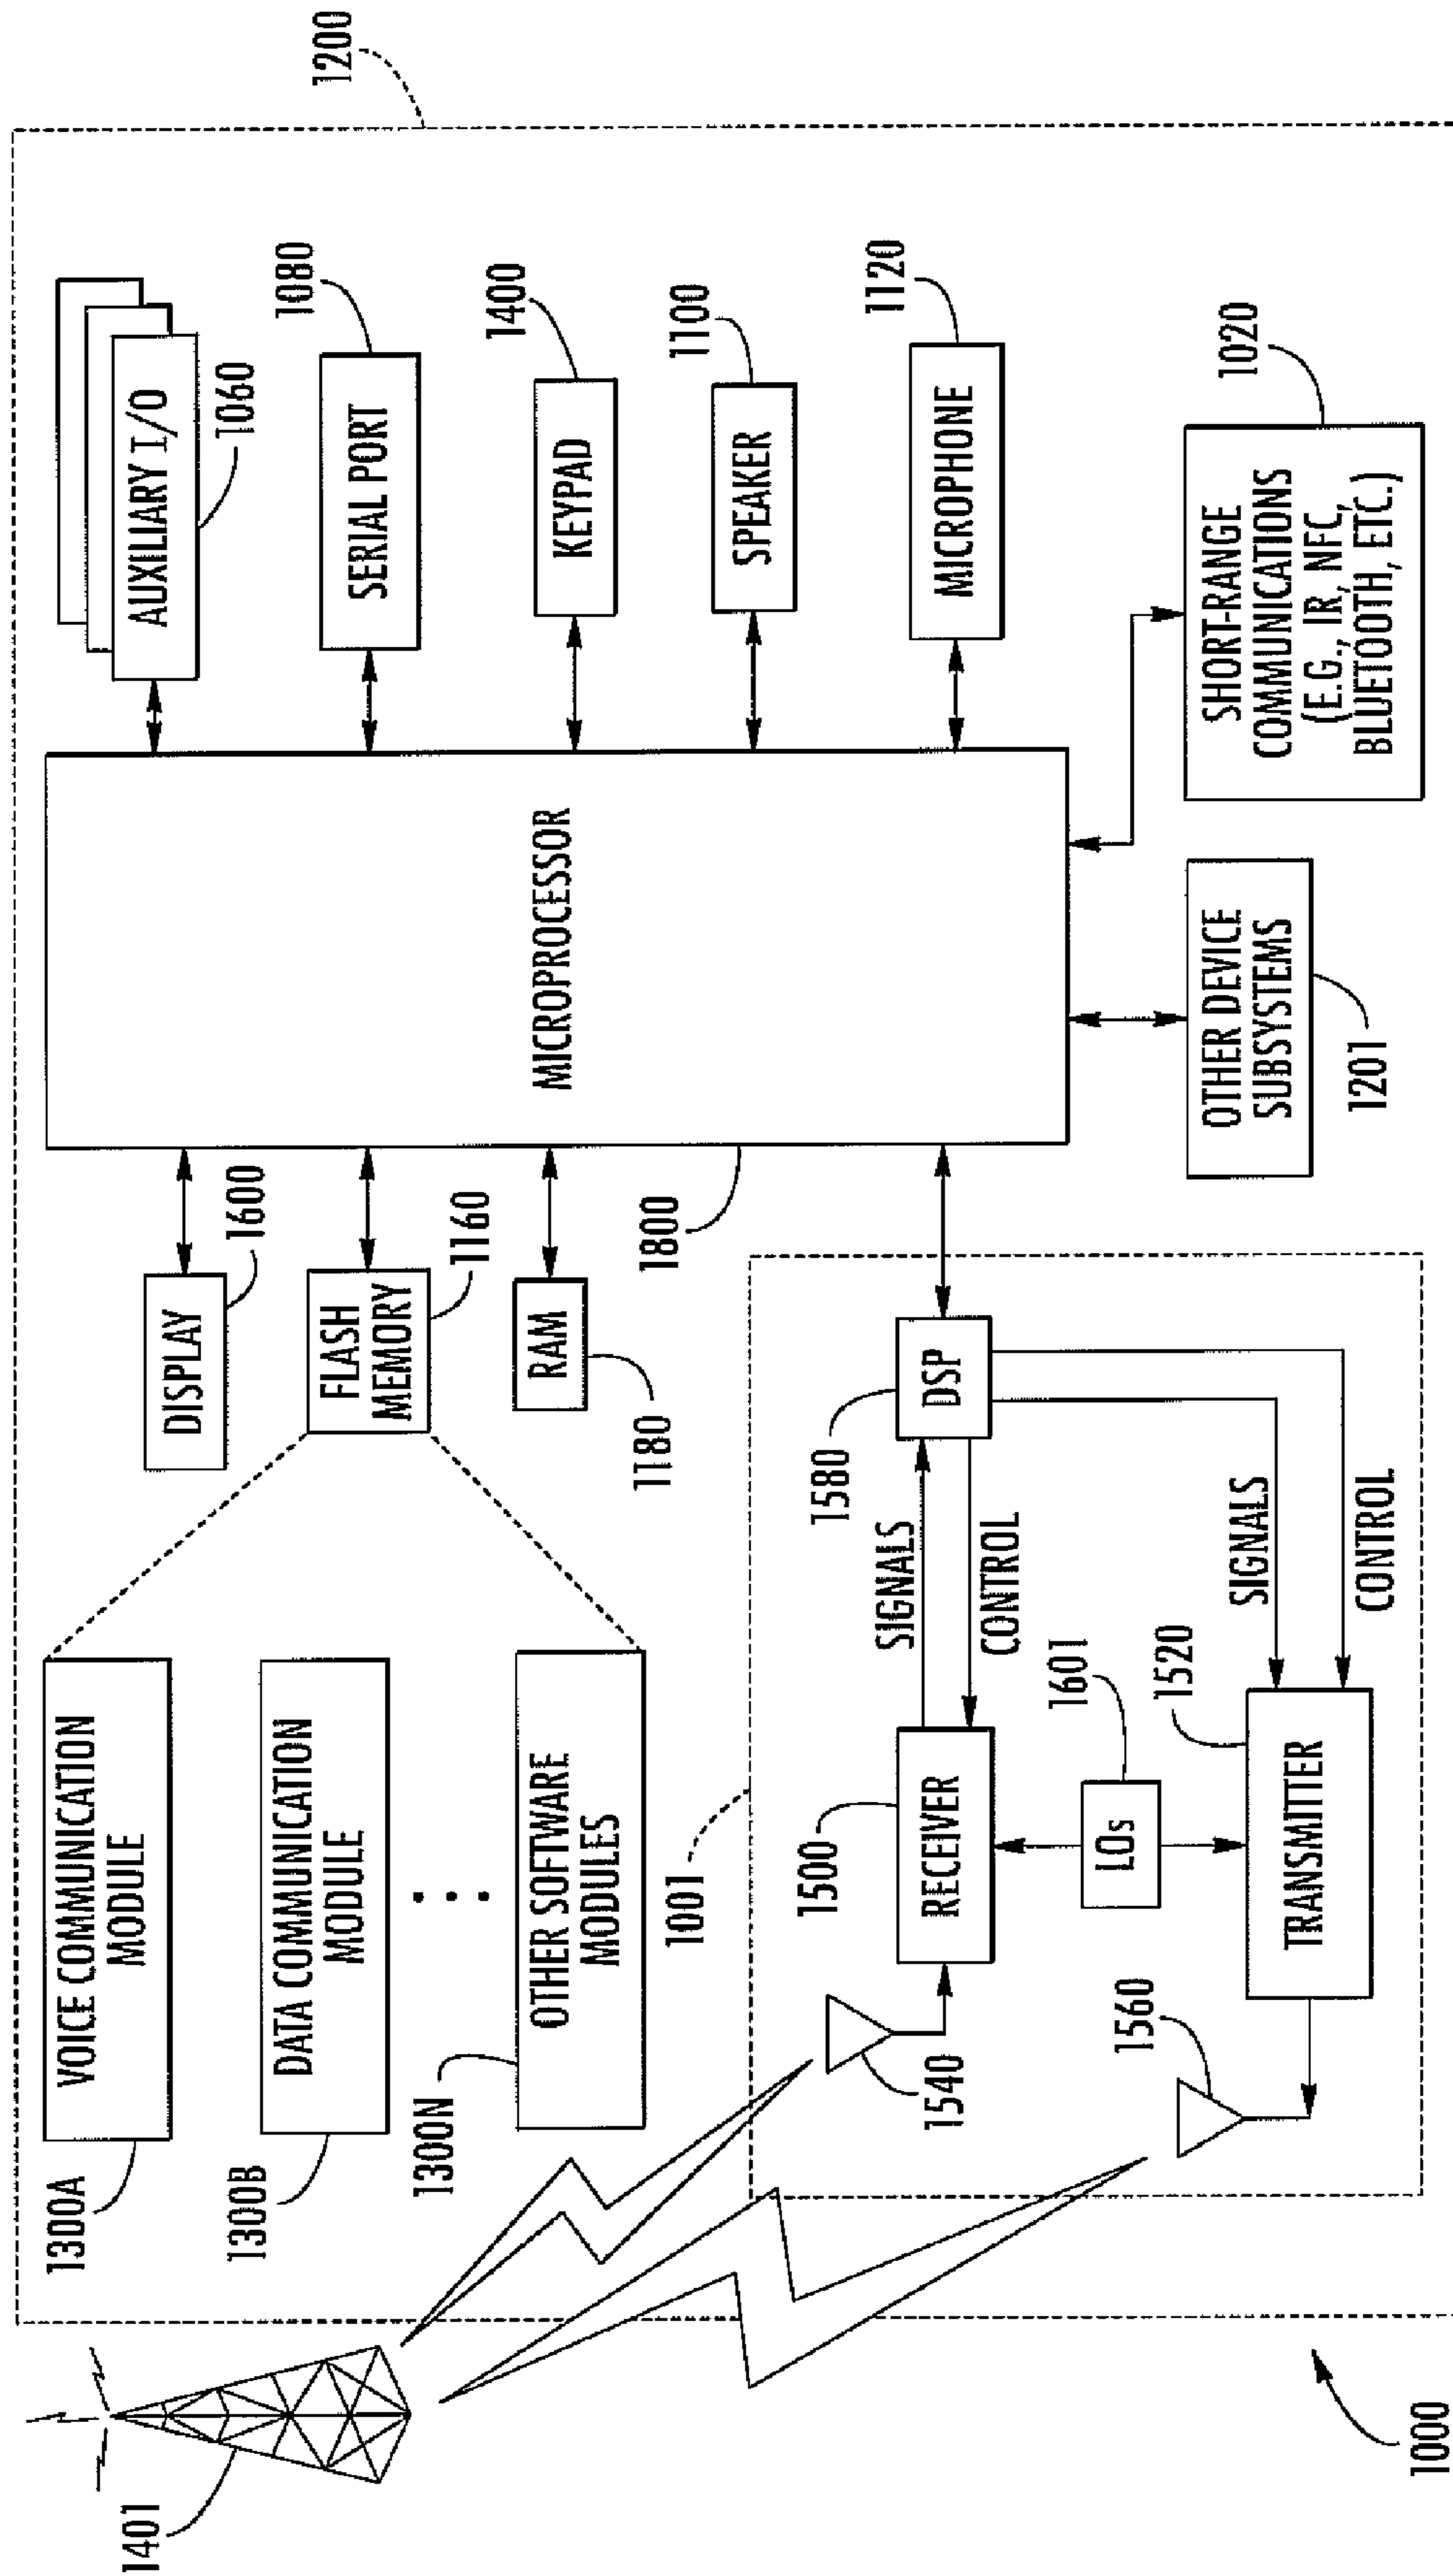 1401
1300A
VOICE COMMUNICATION
MODULE
1300B
DATA COMMUNICATION
MODULE
1300N
OTHER SOFTWARE
MODULES
DISPLAY
1600
FLASH
MEMORY
1160
RAM
1180
MICROPROCESSOR
1800
AUXILIARY I/O
1060
SERIAL PORT
1080
KEYPAD
1400
SPEAKER
1100
MICROPHONE
1120
1200
1001
1540
1500
RECEIVER
SIGNALS
CONTROL
1580
DSP
LOs
1601
1560
TRANSMITTER
1520
SIGNALS
CONTROL
OTHER DEVICE
SUBSYSTEMS
1201
SHORT-RANGE
COMMUNICATIONS
(E.G., IR, NFC,
BLUETOOTH, ETC.)
1020
1000